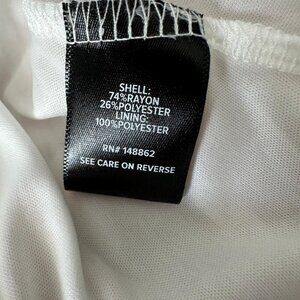 SHELL:
74%RAYON
26%POLYESTER
LINING:
100%POLYESTER
RN# 148862
SEE CARE ON REVERSE